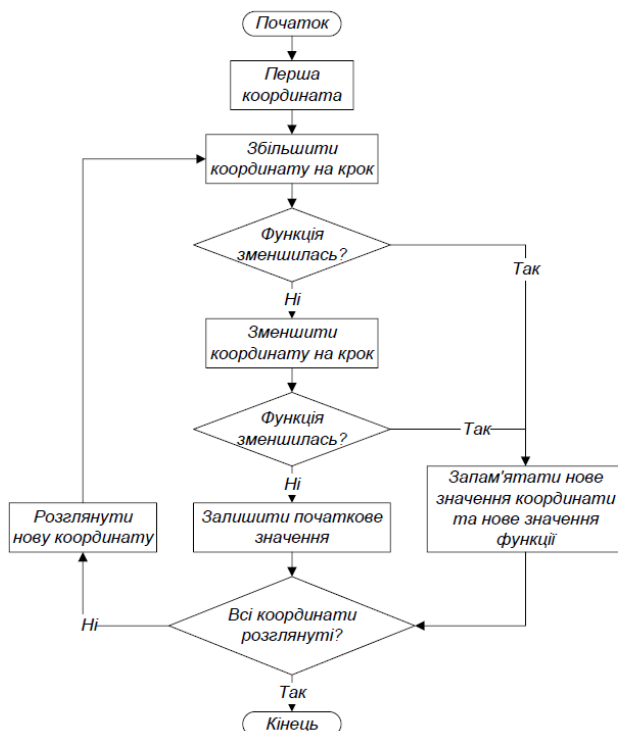 Початок
Перша
координата
Збільшити
координату на крок
Функція
зменшилась?
Так
Ні
Зменшити
координату на крок
Функція
зменшилась?
Так
Ні
Запам'ятати нове
значення координати
та нове значення
функції
Розглянути
нову координату
Залишити початкове
значення
Всі координати
розглянуті?
Ні
Так
Кінець